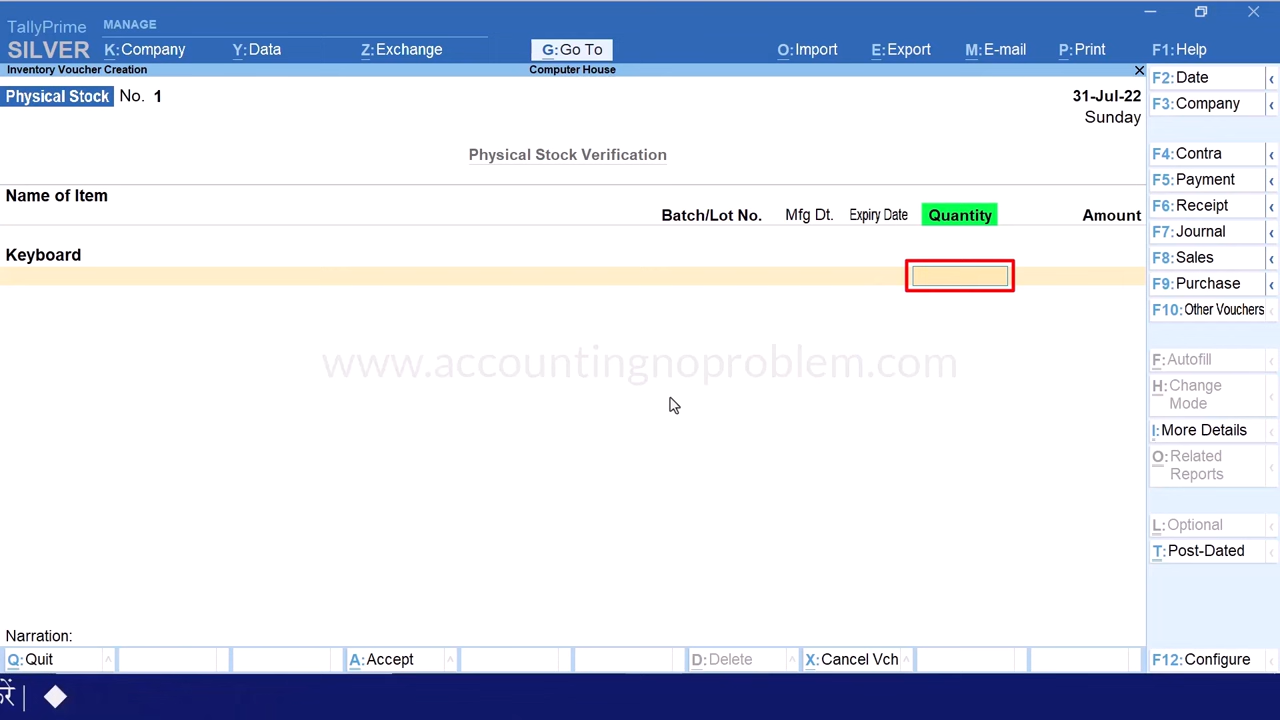 TallyPrime MANAGE
SILVER K:Company Y:Data Z:Exchange G:Go To O:Import E:Export M:E-mail P:Print F1:Help
Inventory Voucher Creation Computer House
Physical Stock No. 1 31-Jul-22
Sunday
Physical Stock Verification
Name of Item
Batch/Lot No. Mfg Dt. Expiry Date Quantity Amount
Keyboard
www.accountingnoproblem.com
F2:Date
F3:Company
F4:Contra
F5:Payment
F6:Receipt
F7:Journal
F8:Sales
F9:Purchase
F10:Other Vouchers
F:Autofill
H:Change
Mode
I:More Details
O:Related
Reports
L:Optional
T:Post-Dated
Narration:
Q:Quit A:Accept D:Delete X:Cancel Vch F12:Configure